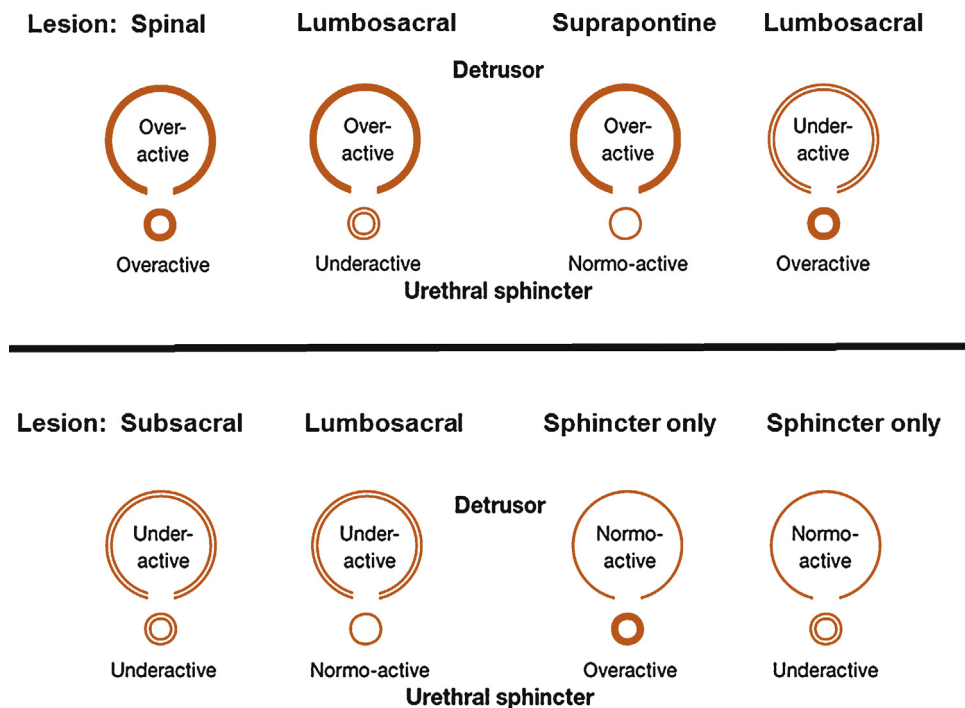 Lesion: Spinal Lumbosacral Suprapontine Lumbosacral
Detrusor
Over- Over- Over- Under-
active active active active
Overactive Underactive Normo-active Overactive
Urethral sphincter
Lesion: Subsacral Lumbosacral Sphincter only Sphincter only
Detrusor
Under- Under- Normo- Normo-
active active active active
Underactive Normo-active Overactive Underactive
Urethral sphincter